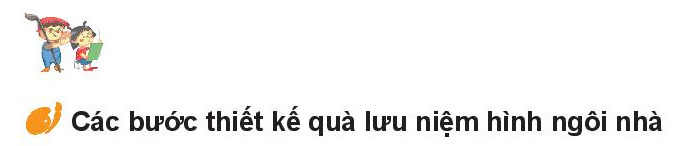 Các bước thiết kế quà lưu niệm hình ngôi nhà